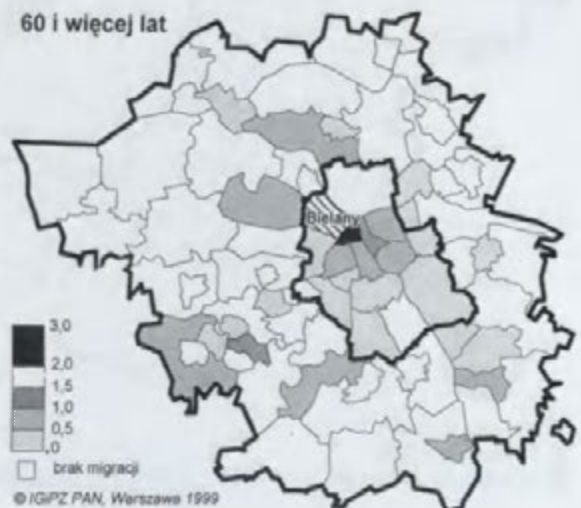 60 i więcej lat
Bielany
3,0
2,0
1,5
1,0
0,5
,0
brak migracji
© IGiPZ PAN, Warszawa 1999